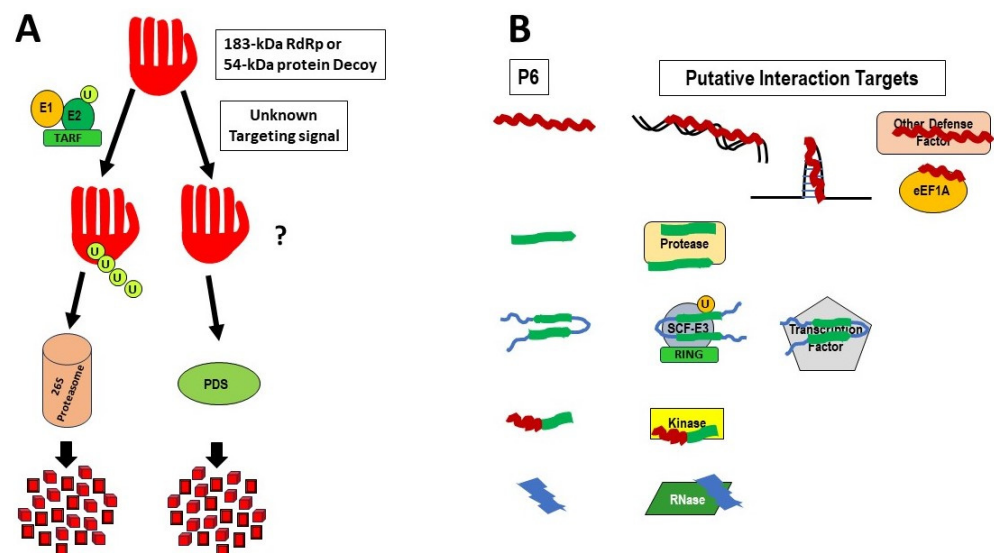 A
183-kDa RdRp or
54-kDa protein Decoy
U
E1
E2
TARF
Unknown
Targeting signal
U
U
U
U
?
26S
Proteasome
PDS
B
P6
Putative Interaction Targets
Other Defense
Factor
eEF1A
Protease
U
SCF-E3
RING
Transcription
Factor
Kinase
RNase